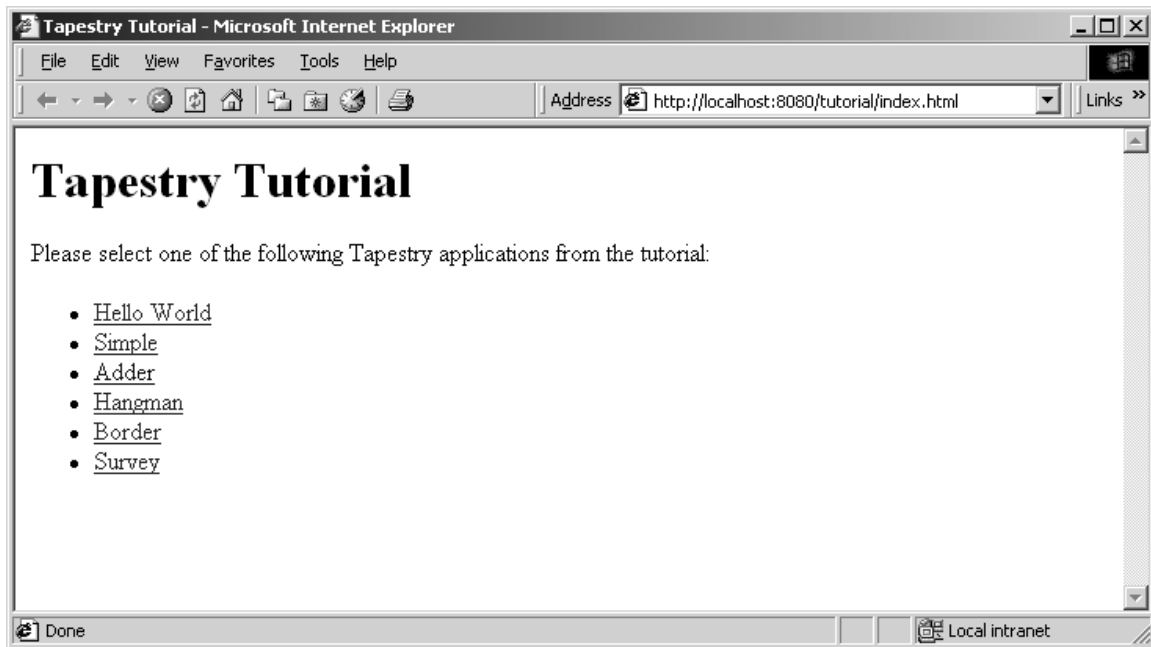 Tapestry Tutorial - Microsoft Internet Explorer
File Edit View Favorites Tools Help
Address http://localhost:8080/tutorial/index.html Links »
Tapestry Tutorial
Please select one of the following Tapestry applications from the tutorial:
• Hello World
• Simple
• Adder
• Hangman
• Border
• Survey
Done Local intranet